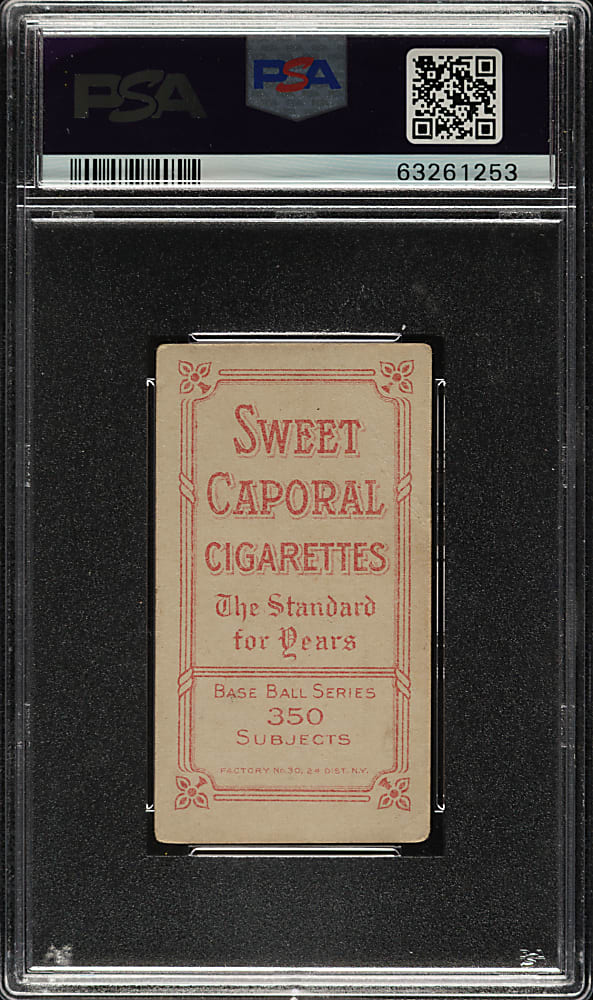 PSA
PSA
63261253
SWEET
CAPORAL
CIGARETTES
The Standard
for Years
BASE BALL SERIES
350
SUBJECTS
FACTORY No. 30, 2d DIST. N.Y.